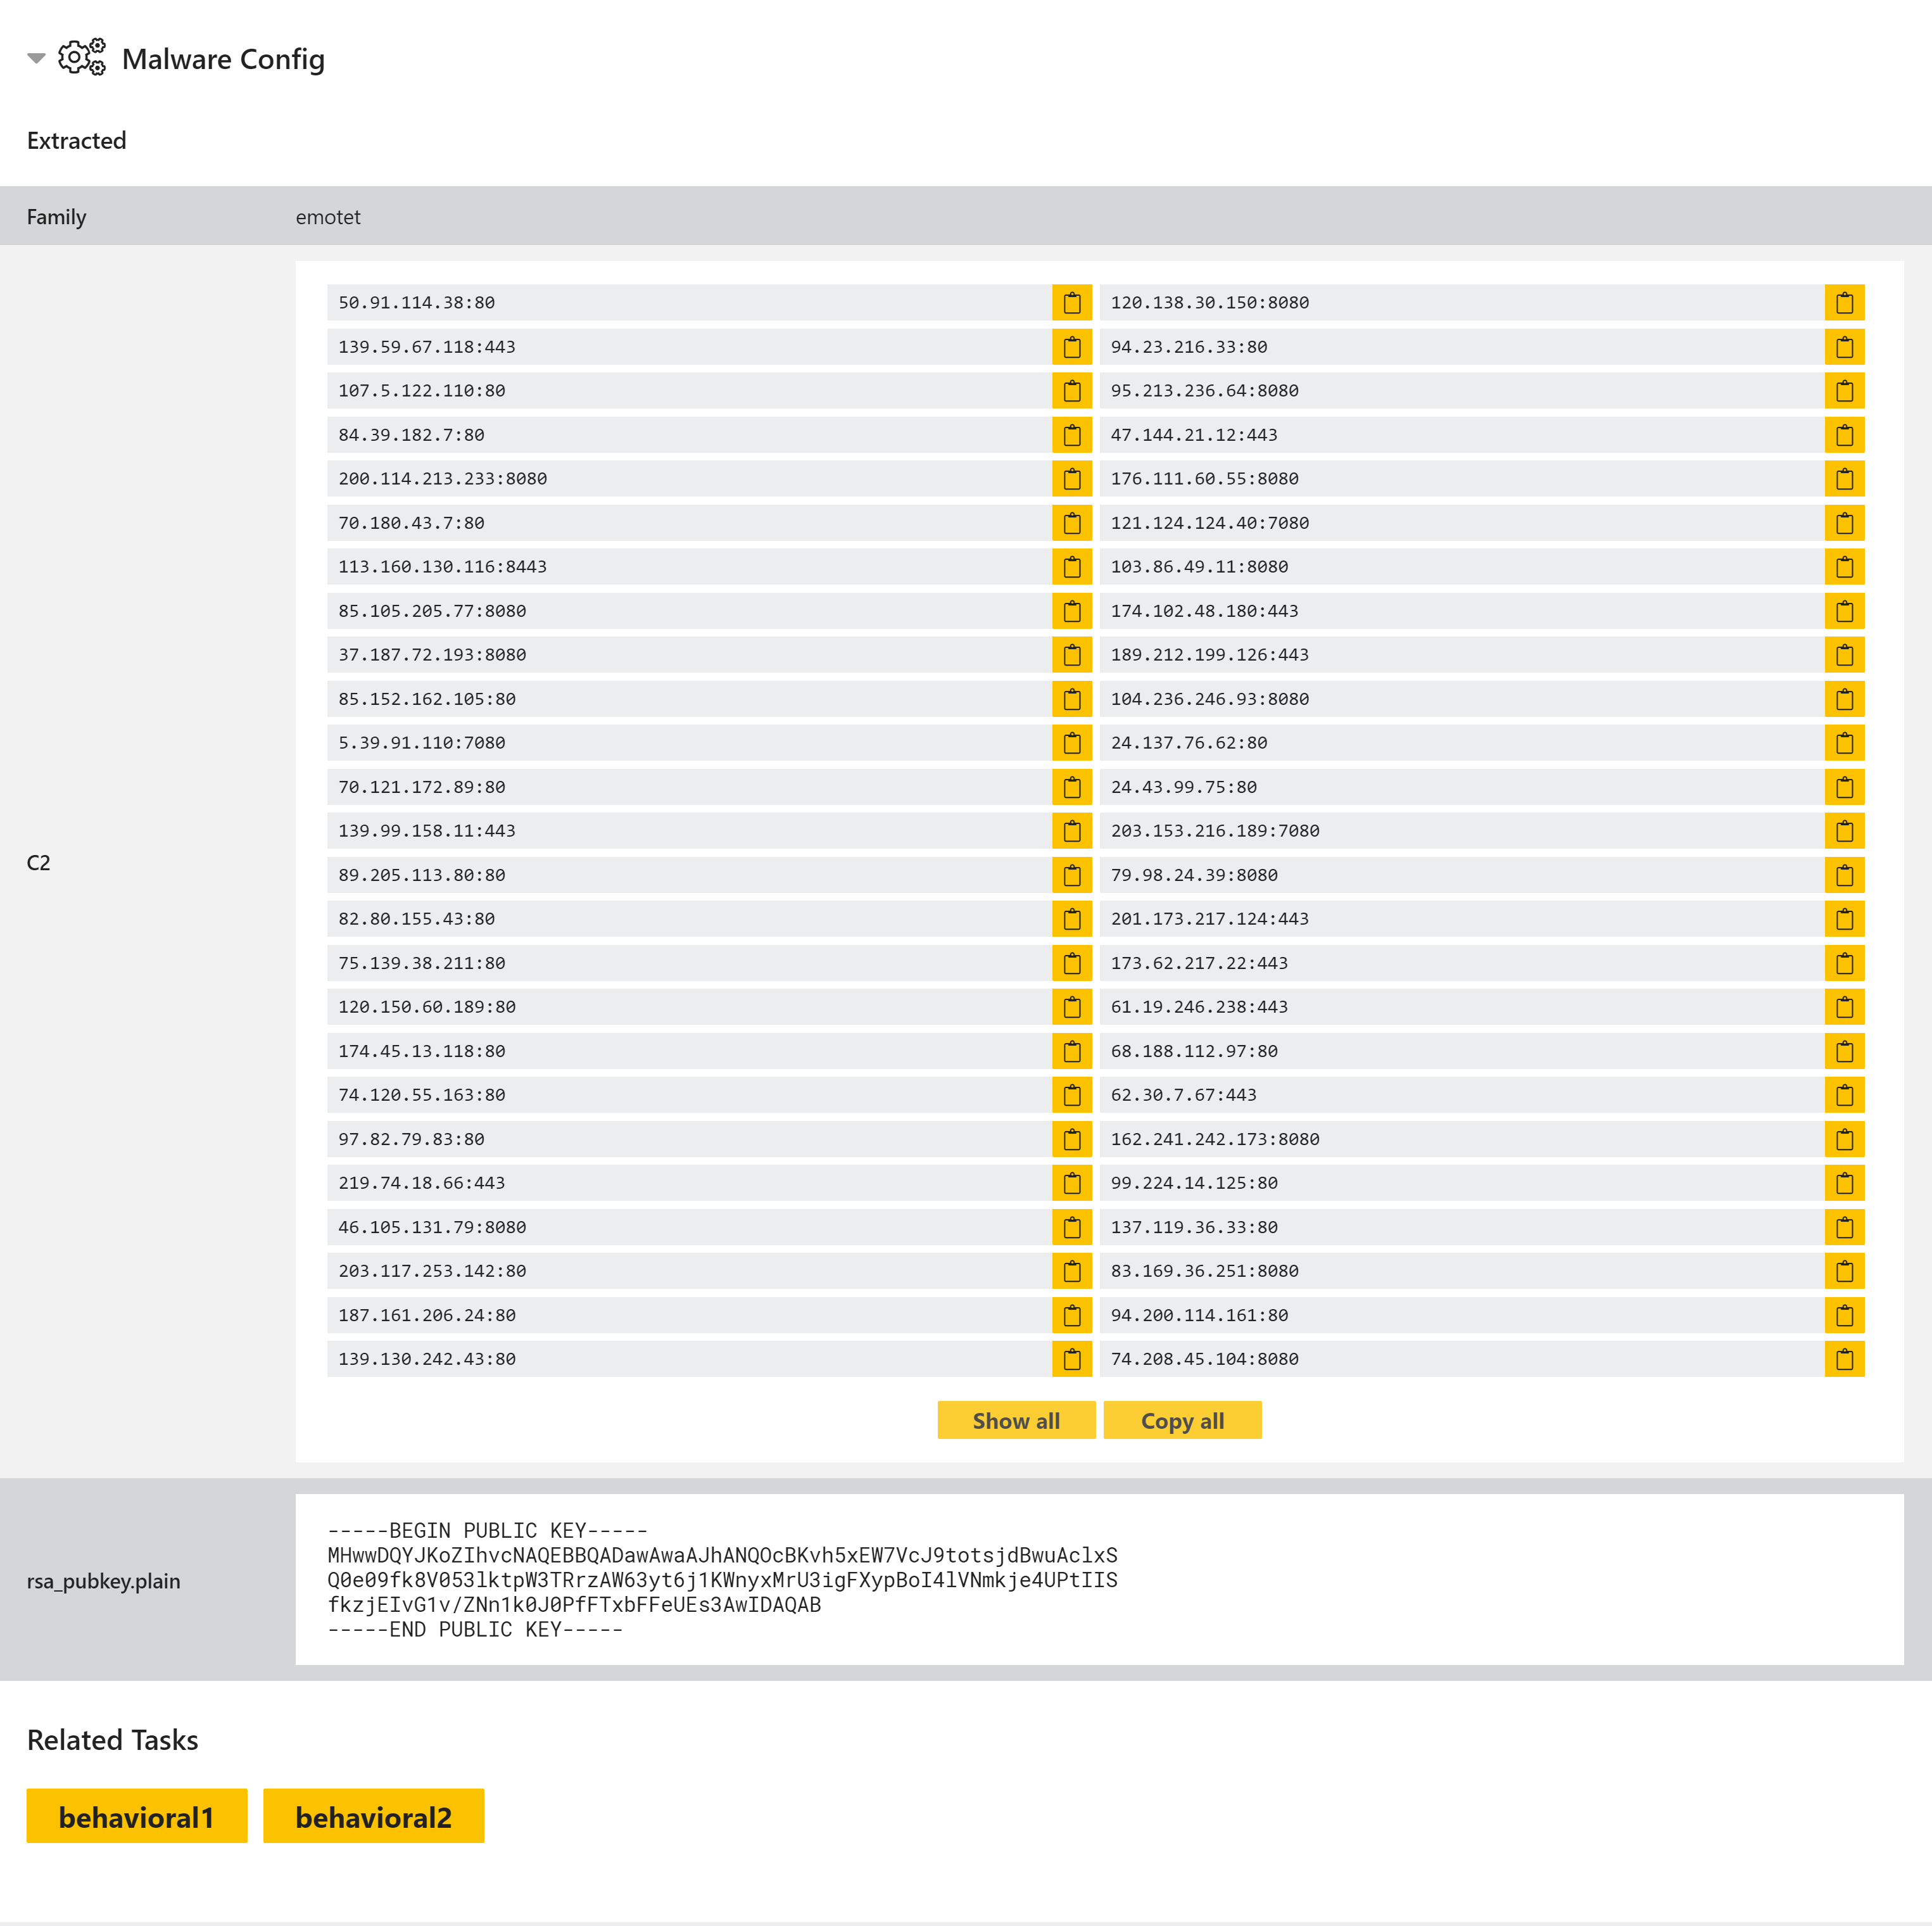 Malware Config
Extracted
Family emotet
C2
50.91.114.38:80 120.138.30.150:8080
139.59.67.118:443 94.23.216.33:80
107.5.122.110:80 95.213.236.64:8080
84.39.182.7:80 47.144.21.12:443
200.114.213.233:8080 176.111.60.55:8080
70.180.43.7:80 121.124.124.40:7080
113.160.130.116:8443 103.86.49.11:8080
85.105.205.77:8080 174.102.48.180:443
37.187.72.193:8080 189.212.199.126:443
85.152.162.105:80 104.236.246.93:8080
5.39.91.110:7080 24.137.76.62:80
70.121.172.89:80 24.43.99.75:80
139.99.158.11:443 203.153.216.189:7080
89.205.113.80:80 79.98.24.39:8080
82.80.155.43:80 201.173.217.124:443
75.139.38.211:80 173.62.217.22:443
120.150.60.189:80 61.19.246.238:443
174.45.13.118:80 68.188.112.97:80
74.120.55.163:80 62.30.7.67:443
97.82.79.83:80 162.241.242.173:8080
219.74.18.66:443 99.224.14.125:80
46.105.131.79:8080 137.119.36.33:80
203.117.253.142:80 83.169.36.251:8080
187.161.206.24:80 94.200.114.161:80
139.130.242.43:80 74.208.45.104:8080
Show all Copy all
rsa_pubkey.plain
-----BEGIN PUBLIC KEY-----
MHwwDQYJKoZIhvcNAQEBBQADawAwaAJhANQOcBKvh5xEW7VcJ9totsjdBwuAclxS
Q0e09fk8V053lktpW3TRrzAW63yt6j1KWnyxMrU3igFXypBoI4lVNmkje4UPtIIS
fkzjEIvG1v/ZNn1k0J0PfFTxbFFeUEs3AwIDAQAB
-----END PUBLIC KEY-----
Related Tasks
behavioral1 behavioral2